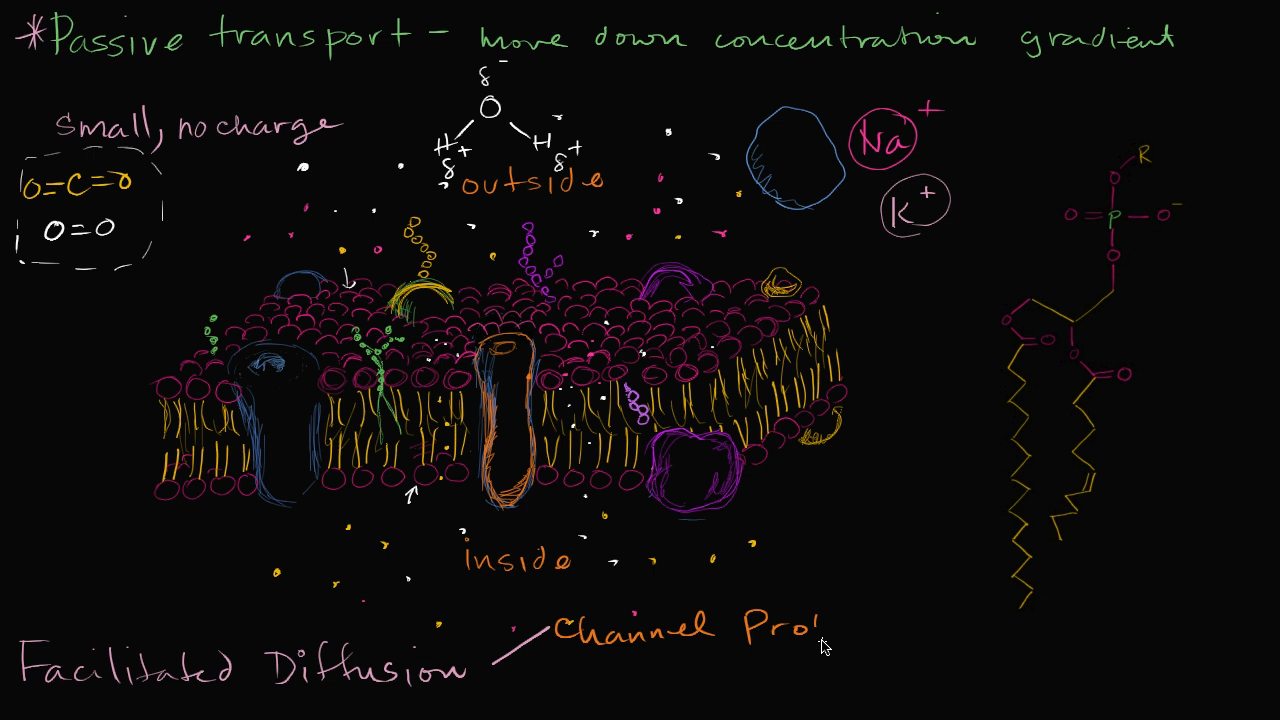 *Passive transport - move down concentration gradient
small, no charge
O=C=O
O=O
δ-
O
H H
δ+ δ+
outside
Na+
K+
R
O
O=P-O-
O
O
O
O
O
inside
Channel Pro
Facilitated Diffusion